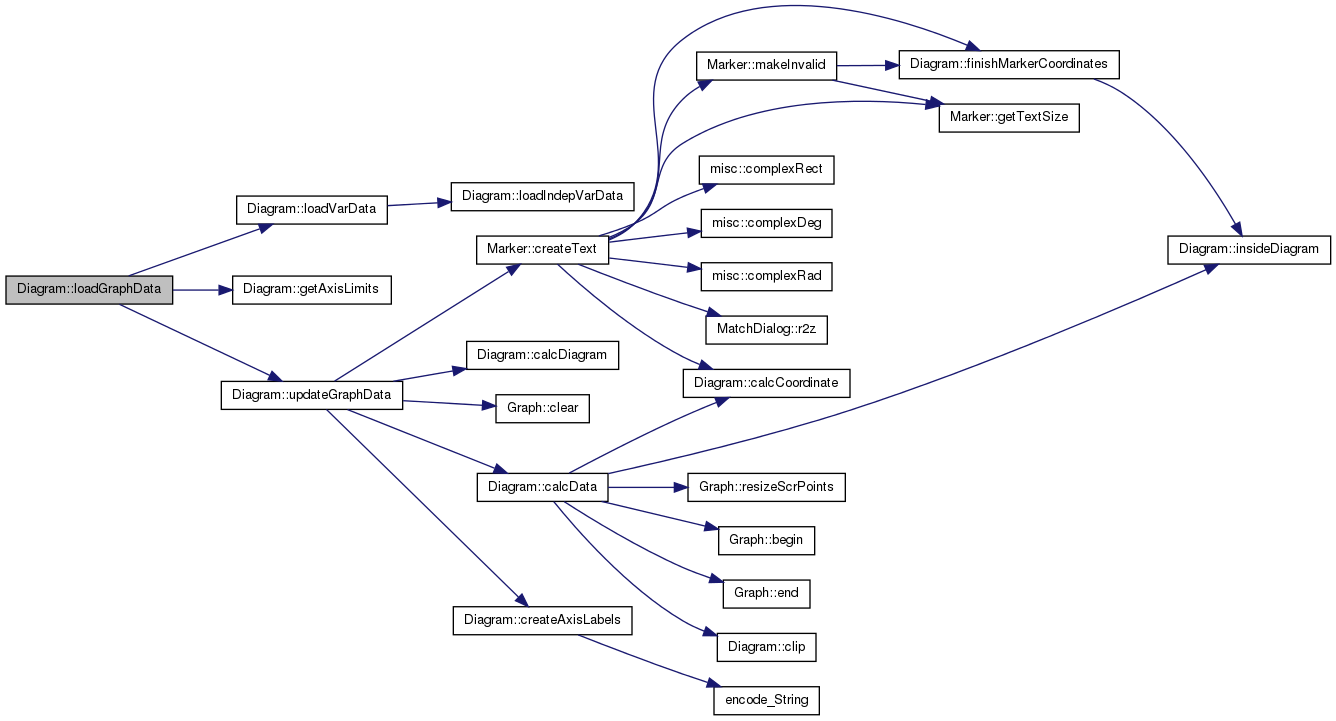 Diagram::loadGraphData
Diagram::loadVarData
Diagram::getAxisLimits
Diagram::updateGraphData
Diagram::loadIndepVarData
Marker::createText
Diagram::calcDiagram
Graph::clear
Diagram::calcData
Diagram::createAxisLabels
Marker::makeInvalid
misc::complexRect
misc::complexDeg
misc::complexRad
MatchDialog::r2z
Diagram::calcCoordinate
Graph::resizeScrPoints
Graph::begin
Graph::end
Diagram::clip
encode_String
Diagram::finishMarkerCoordinates
Marker::getTextSize
Diagram::insideDiagram